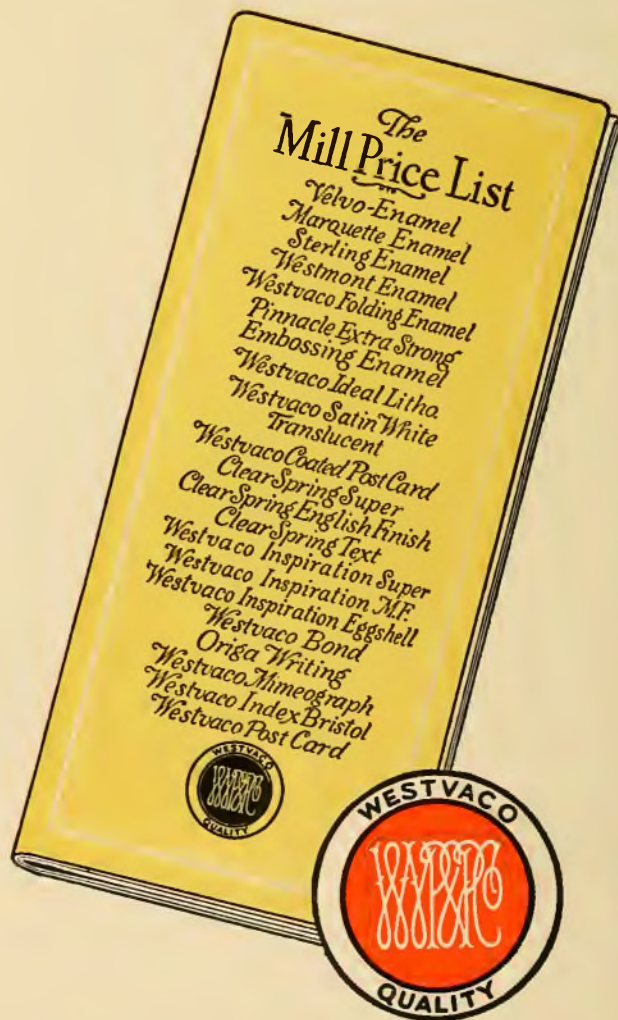 The
Mill Price List
Velvo-Enamel
Marquette Enamel
Sterling Enamel
Westmont Enamel
Westvaco Folding Enamel
Pinnacle Extra Strong
Embossing Enamel
Westvaco Ideal Litho.
Westvaco Satin White
Translucent
Westvaco Coated Post Card
Clear Spring Super
Clear Spring English Finish
Clear Spring Text
Westvaco Inspiration Super
Westvaco Inspiration M.F.
Westvaco Inspiration Eggshell
Westvaco Bond
Origa Writing
Westvaco Mimeograph
Westvaco Index Bristol
Westvaco Post Card
WESTVACO
QUALITY
WESTVACO
QUALITY